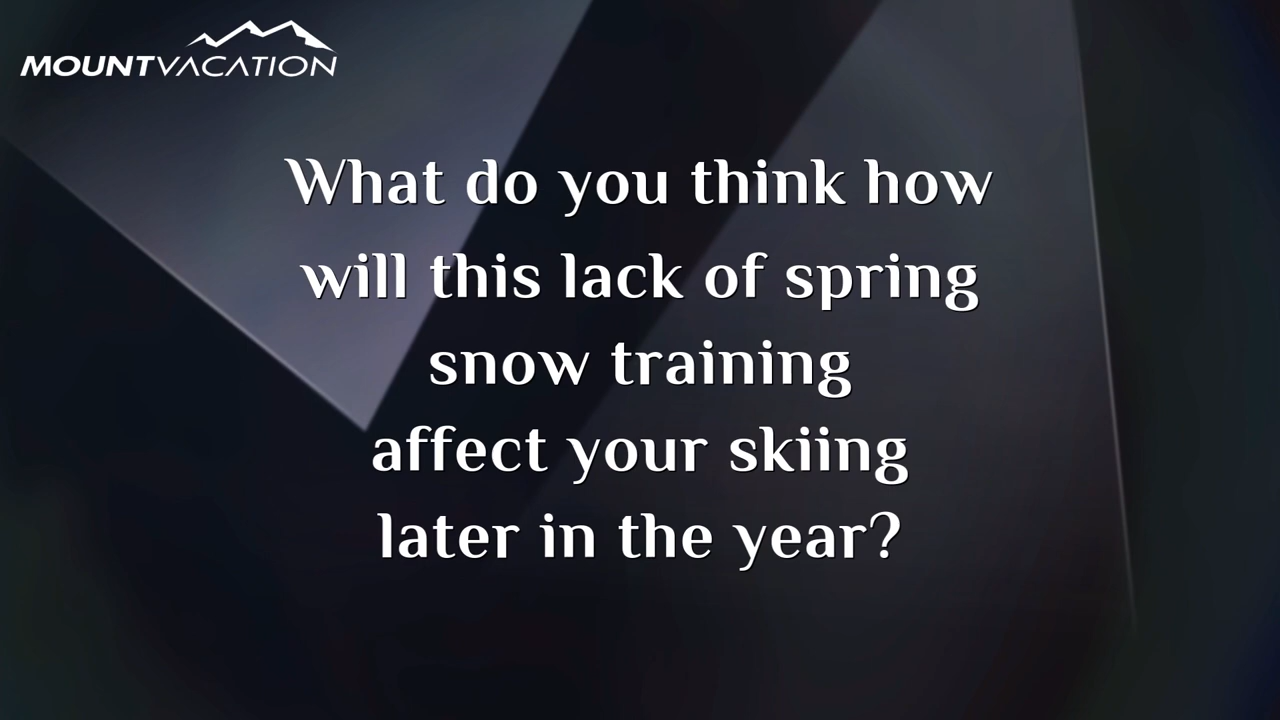 MOUNTVACATION
What do you think how
will this lack of spring
snow training
affect your skiing
later in the year?